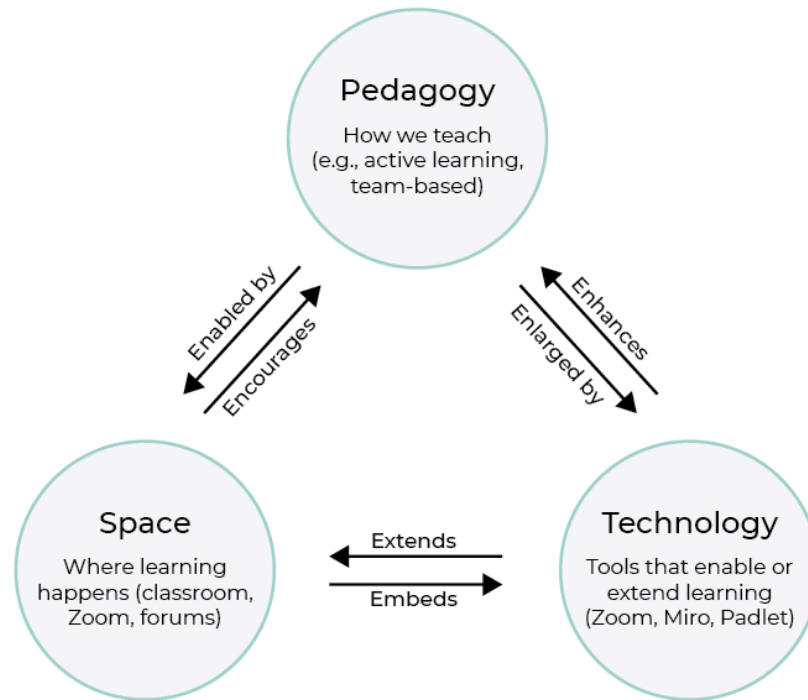 Pedagogy
How we teach
(e.g., active learning,
team-based)
Enabled by
Encourages
Enhances
Enlarged by
Space
Where learning
happens (classroom,
Zoom, forums)
Extends
Embeds
Technology
Tools that enable or
extend learning
(Zoom, Miro, Padlet)